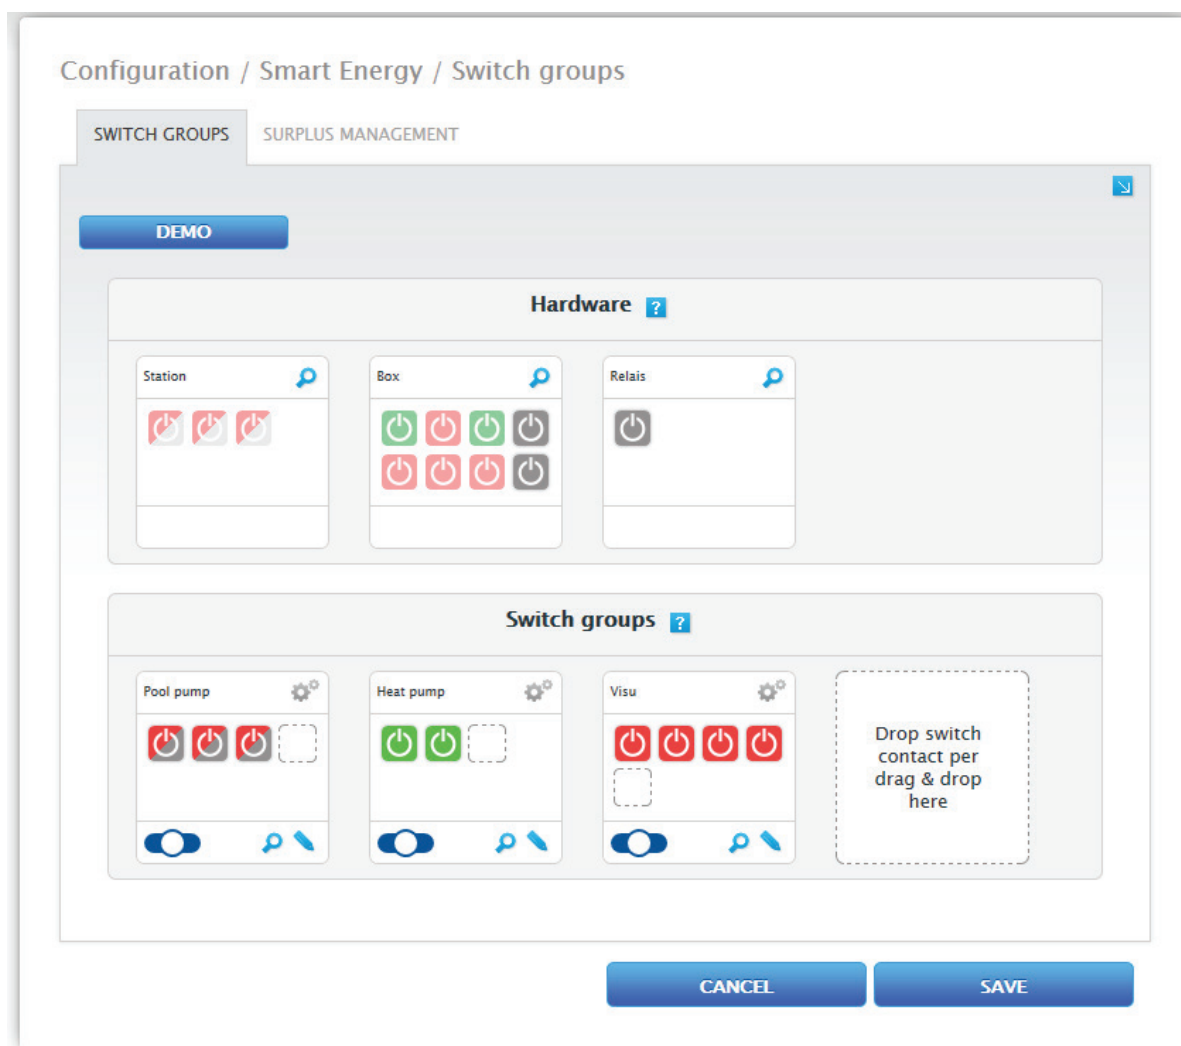 Configuration / Smart Energy / Switch groups
SWITCH GROUPS SURPLUS MANAGEMENT
DEMO
Hardware ?
Station Box Relais
Switch groups ?
Pool pump Heat pump Visu
Drop switch
contact per
drag & drop
here
CANCEL SAVE